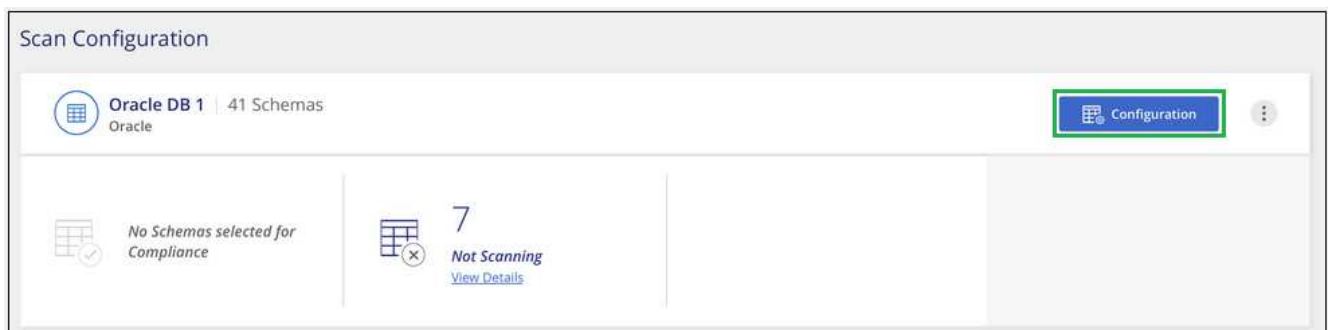 Scan Configuration
Oracle DB 1 | 41 Schemas
Oracle
Configuration
No Schemas selected for
Compliance
7
Not Scanning
View Details